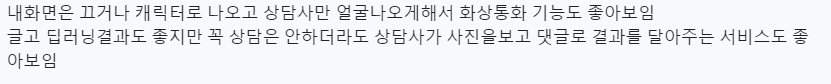 내화면은 끄거나 캐릭터로 나오고 상담사만 얼굴나오게해서 화상통화 기능도 좋아보임
글고 딥러닝결과도 좋지만 꼭 상담은 안하더라도 상담사가 사진을보고 댓글로 결과를 달아주는 서비스도 좋
아보임